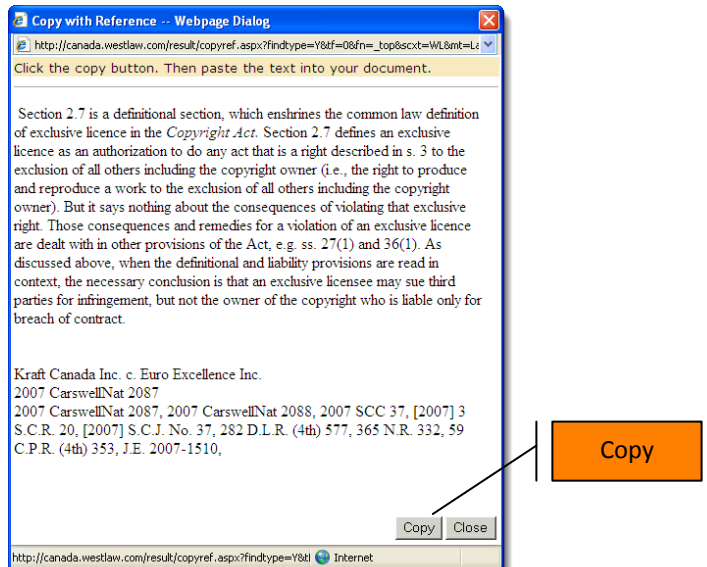 Copy with Reference -- Webpage Dialog
http://canada.westlaw.com/result/copyref.aspx?findtype=Y&tf=0&fn=_top&scxt=WL&mt=La
Click the copy button. Then paste the text into your document.
Section 2.7 is a definitional section, which enshrines the common law definition
of exclusive licence in the Copyright Act. Section 2.7 defines an exclusive
licence as an authorization to do any act that is a right described in s. 3 to the
exclusion of all others including the copyright owner (i.e., the right to produce
and reproduce a work to the exclusion of all others including the copyright
owner). But it says nothing about the consequences of violating that exclusive
right. Those consequences and remedies for a violation of an exclusive licence
are dealt with in other provisions of the Act, e.g. ss. 27(1) and 36(1). As
discussed above, when the definitional and liability provisions are read in
context, the necessary conclusion is that an exclusive licensee may sue third
parties for infringement, but not the owner of the copyright who is liable only for
breach of contract.
Kraft Canada Inc. c. Euro Excellence Inc.
2007 CarswellNat 2087
2007 CarswellNat 2087, 2007 CarswellNat 2088, 2007 SCC 37, [2007] 3
S.C.R. 20, [2007] S.C.J. No. 37, 282 D.L.R. (4th) 577, 365 N.R. 332, 59
C.P.R. (4th) 353, J.E. 2007-1510,
Copy
Copy Close
http://canada.westlaw.com/result/copyref.aspx?findtype=Y&tl Internet